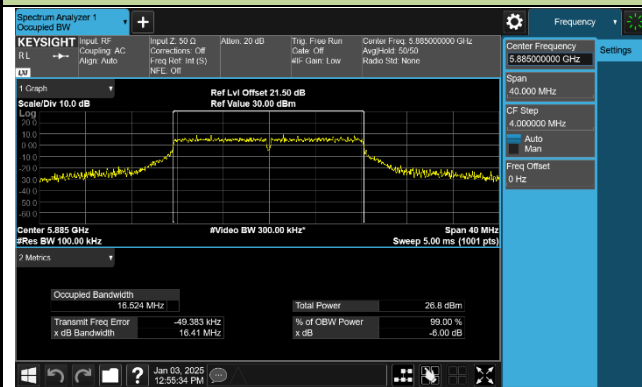 Spectrum Analyzer 1
Occupied BW
+
Frequency
KEYSIGHT
RL
LXI
Input: RF
Coupling: AC
Align: Auto
Input Z: 50 Ω
Corrections: Off
Freq Ref: Int (S)
NFE: Off
Atten: 20 dB
Trig: Free Run
Gate: Off
#IF Gain: Low
Center Freq: 5.885000000 GHz
Avg|Hold: 50/50
Radio Std: None
Center Frequency
5.885000000 GHz
Settings
Span
40.000 MHz
CF Step
4.000000 MHz
Auto
Man
Freq Offset
0 Hz
1 Graph
Scale/Div 10.0 dB
Ref Lvl Offset 21.50 dB
Ref Value 30.00 dBm
Log
20.0
10.0
0.00
-10.0
-20.0
-30.0
-40.0
-50.0
-60.0
Center 5.885 GHz
#Video BW 300.00 kHz*
Span 40 MHz
#Res BW 100.00 kHz
Sweep 5.00 ms (1001 pts)
2 Metrics
Occupied Bandwidth
16.524 MHz
Total Power
26.8 dBm
Transmit Freq Error
-49.383 kHz
% of OBW Power
99.00 %
x dB Bandwidth
16.41 MHz
x dB
-6.00 dB
?
Jan 03, 2025
12:55:34 PM